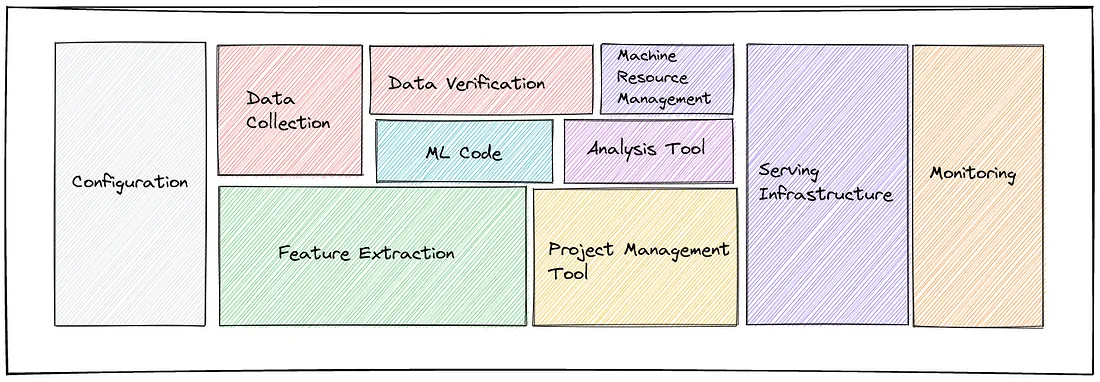 Configuration
Data
Collection
Data Verification
Machine
Resource
Management
ML Code
Analysis Tool
Feature Extraction
Project Management
Tool
Serving
Infrastructure
Monitoring